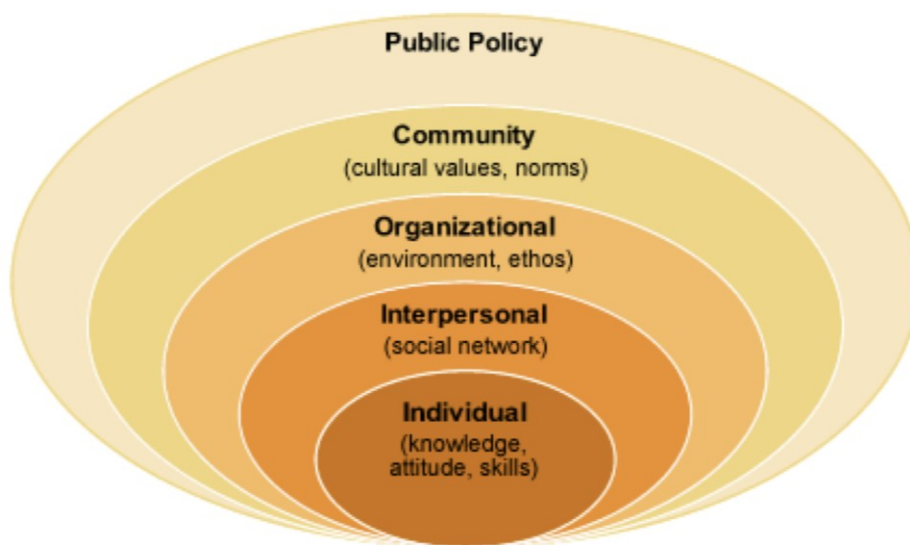 Public Policy
Community
(cultural values, norms)
Organizational
(environment, ethos)
Interpersonal
(social network)
Individual
(knowledge,
attitude, skills)